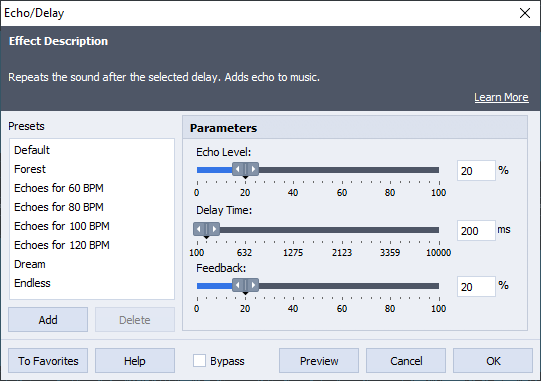 Echo/Delay
Effect Description
Repeats the sound after the selected delay. Adds echo to music.
Learn More
Presets
Default
Forest
Echoes for 60 BPM
Echoes for 80 BPM
Echoes for 100 BPM
Echoes for 120 BPM
Dream
Endless
Add Delete
Parameters
Echo Level:
20 %
0 20 40 60 80 100
Delay Time:
200 ms
100 632 1275 2123 3359 10000
Feedback:
20 %
0 20 40 60 80 100
To Favorites Help Bypass Preview Cancel OK